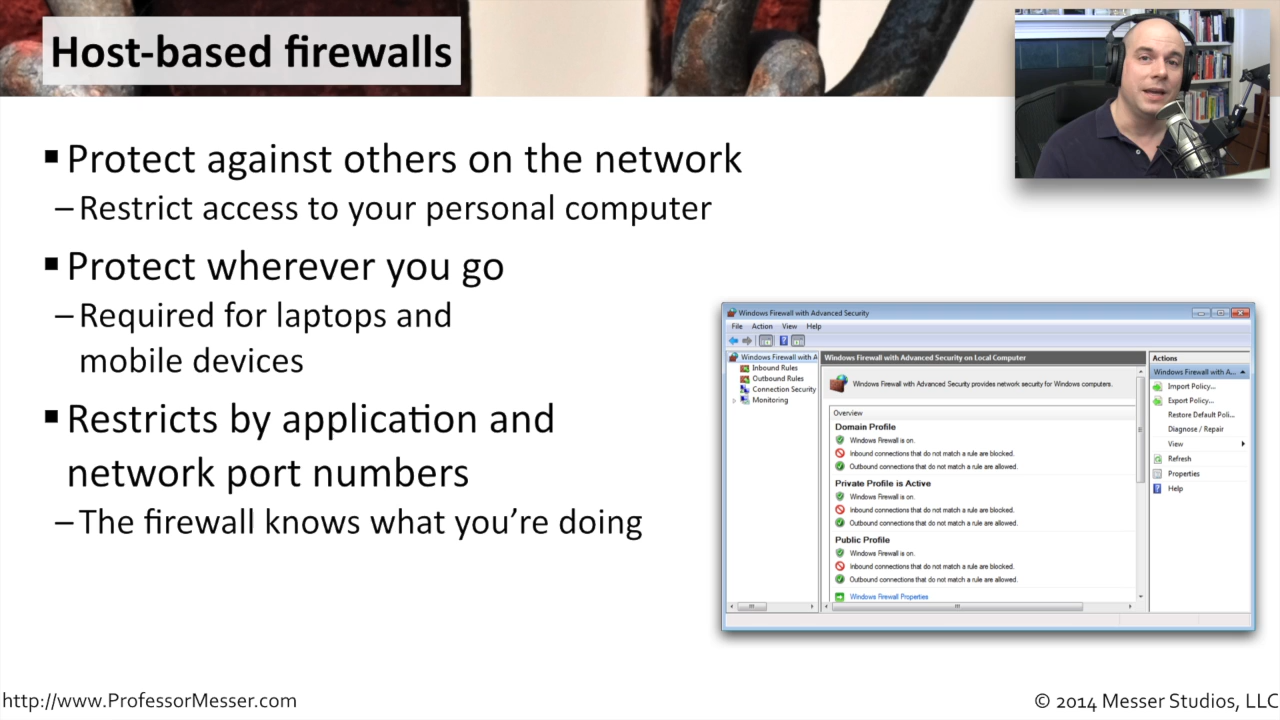 Host-based firewalls
▪ Protect against others on the network
– Restrict access to your personal computer
▪ Protect wherever you go
– Required for laptops and
mobile devices
▪ Restricts by application and
network port numbers
– The firewall knows what you're doing
Windows Firewall with Advanced Security
File Action View Help
Windows Firewall with A
Inbound Rules
Outbound Rules
Connection Security
Monitoring
Windows Firewall with Advanced Security on Local Computer
Windows Firewall with Advanced Security provides network security for Windows computers.
Overview
Domain Profile
Windows Firewall is on.
Inbound connections that do not match a rule are blocked.
Outbound connections that do not match a rule are allowed.
Private Profile is Active
Windows Firewall is on.
Inbound connections that do not match a rule are blocked.
Outbound connections that do not match a rule are allowed.
Public Profile
Windows Firewall is on.
Inbound connections that do not match a rule are blocked.
Outbound connections that do not match a rule are allowed.
Windows Firewall Properties
Actions
Windows Firewall with A...
Import Policy...
Export Policy...
Restore Default Poli...
Diagnose / Repair
View
Refresh
Properties
Help
http://www.ProfessorMesser.com
© 2014 Messer Studios, LLC